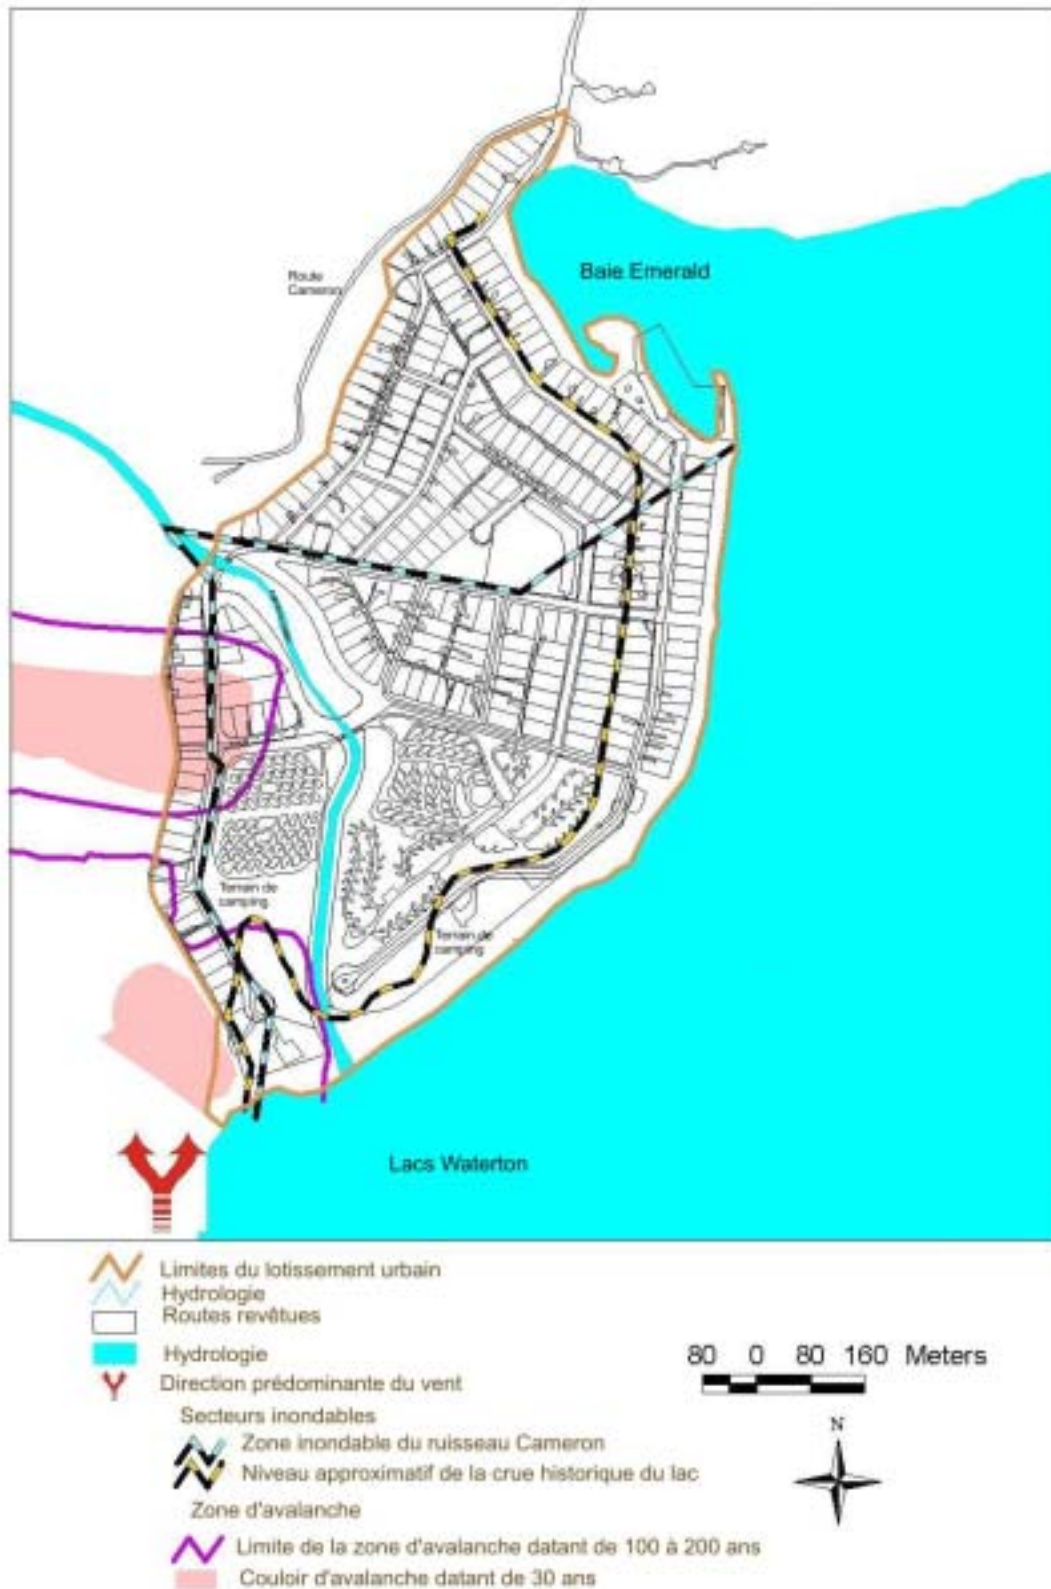 Route
Cameron
Baie Emerald
Terrain de
camping
Terrain de
camping
Lacs Waterton
Limites du lotissement urbain
Hydrologie
Routes revêtues
Hydrologie
Direction prédominante du vent
Secteurs inondables
Zone inondable du ruisseau Cameron
Niveau approximatif de la crue historique du lac
Zone d'avalanche
Limite de la zone d'avalanche datant de 100 à 200 ans
Couloir d'avalanche datant de 30 ans
80 0 80 160 Meters
N